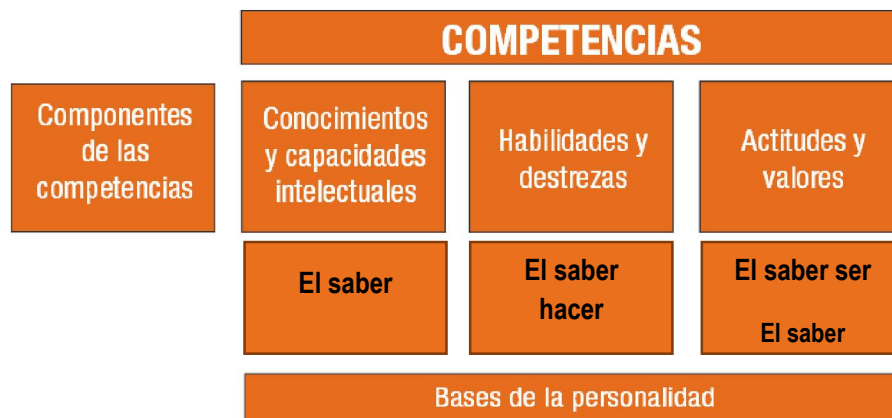 COMPETENCIAS
Componentes
de las
competencias
Conocimientos
y capacidades
intelectuales
Habilidades y
destrezas
Actitudes y
valores
El saber
El saber
hacer
El saber ser
El saber
Bases de la personalidad